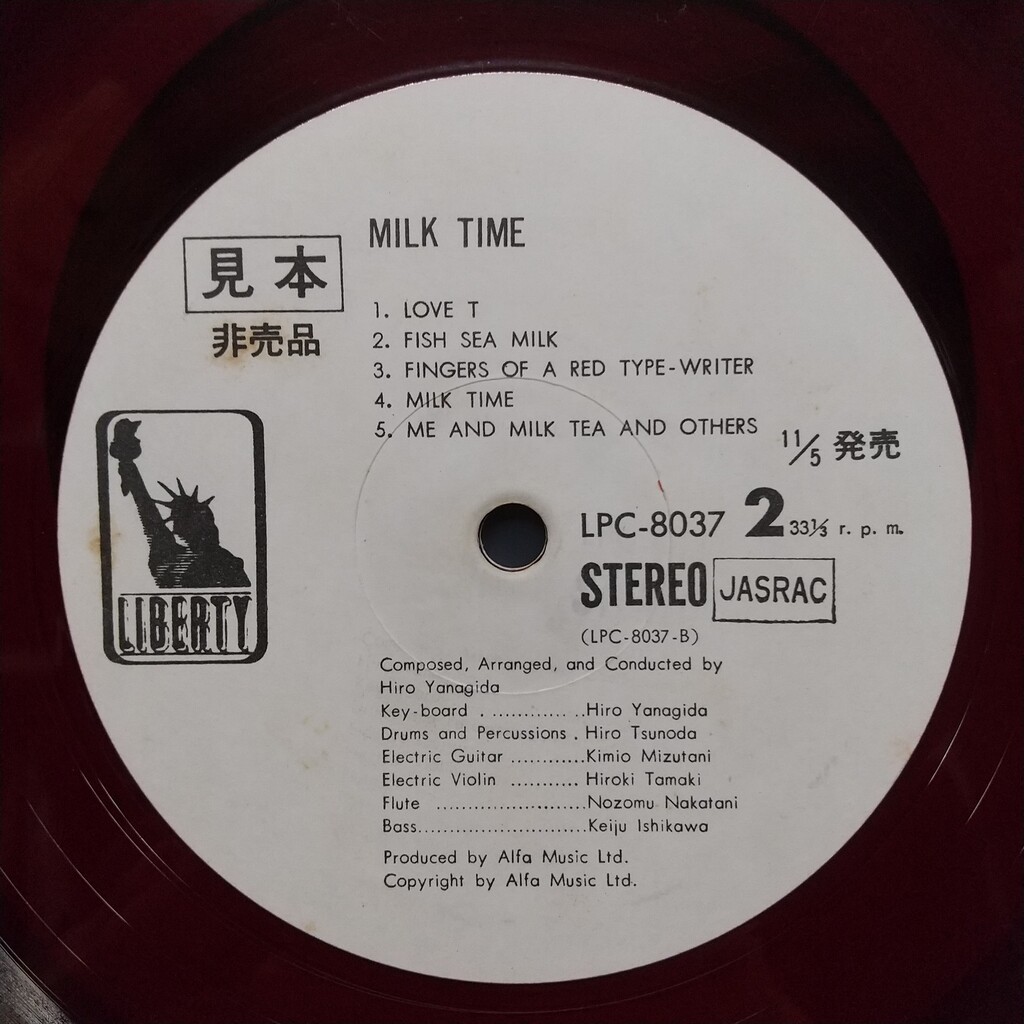 MILK TIME
見本
非売品
1. LOVE T
2. FISH SEA MILK
3. FINGERS OF A RED TYPE-WRITER
4. MILK TIME
5. ME AND MILK TEA AND OTHERS
11/5 発売
LPC-8037 2 33⅓ r. p. m.
STEREO JASRAC
(LPC-8037-B)
LIBERTY
Composed, Arranged, and Conducted by
Hiro Yanagida
Key-board . ............ ..Hiro Yanagida
Drums and Percussions . Hiro Tsunoda
Electric Guitar ............Kimio Mizutani
Electric Violin ........... Hiroki Tamaki
Flute ........................Nozomu Nakatani
Bass...........................Keiju Ishikawa
Produced by Alfa Music Ltd.
Copyright by Alfa Music Ltd.